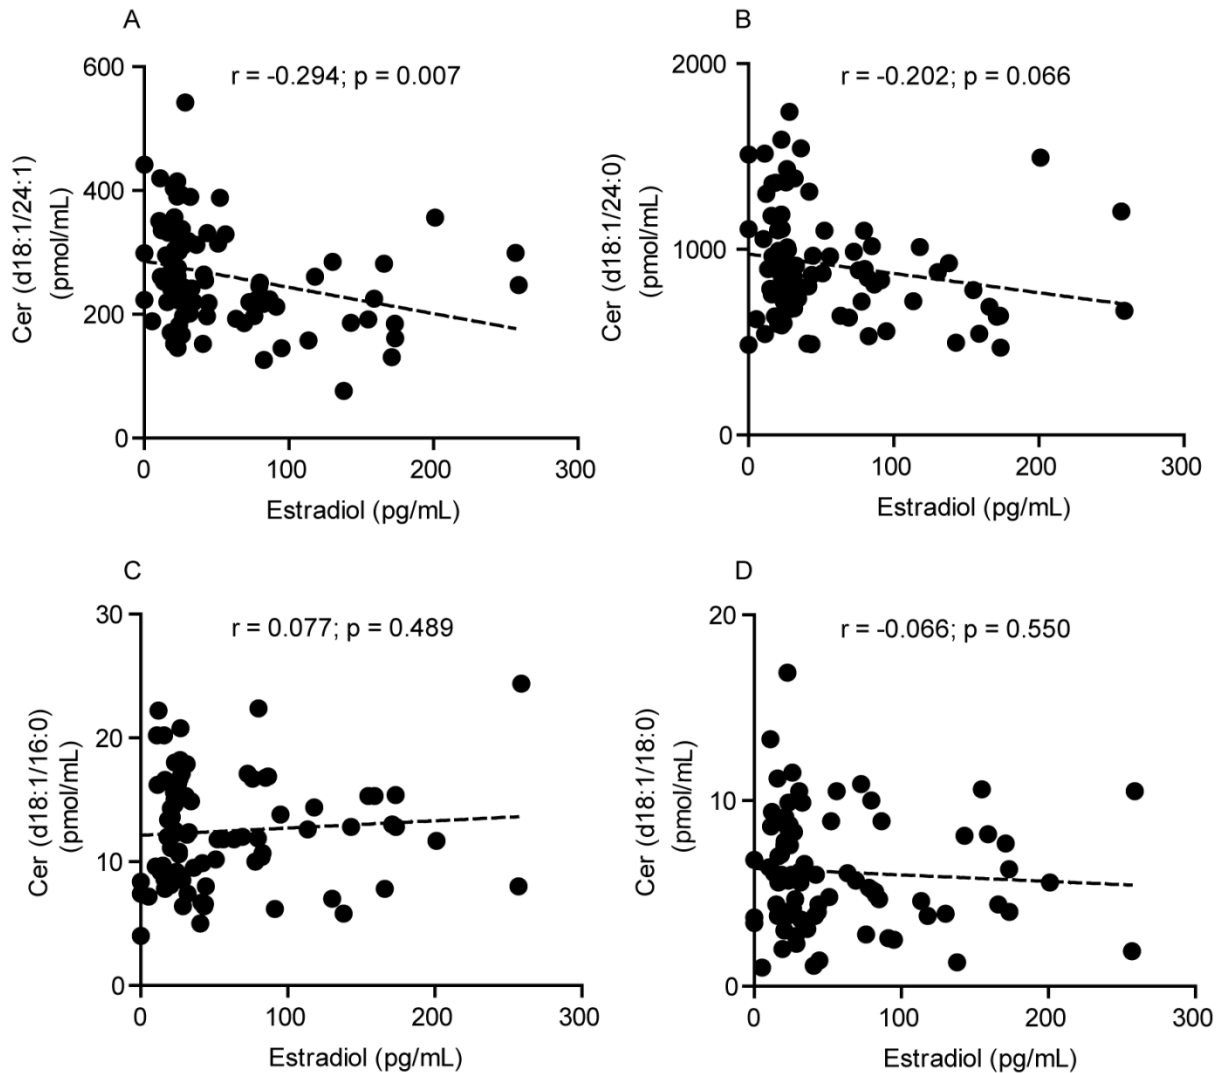 A
r = -0.294; p = 0.007
Cer (d18:1/24:1)
(pmol/mL)
600
400
200
0
0 100 200 300
Estradiol (pg/mL)
B
r = -0.202; p = 0.066
Cer (d18:1/24:0)
(pmol/mL)
2000
1000
0
0 100 200 300
Estradiol (pg/mL)
C
r = 0.077; p = 0.489
Cer (d18:1/16:0)
(pmol/mL)
30
20
10
0
0 100 200 300
Estradiol (pg/mL)
D
r = -0.066; p = 0.550
Cer (d18:1/18:0)
(pmol/mL)
20
10
0
0 100 200 300
Estradiol (pg/mL)